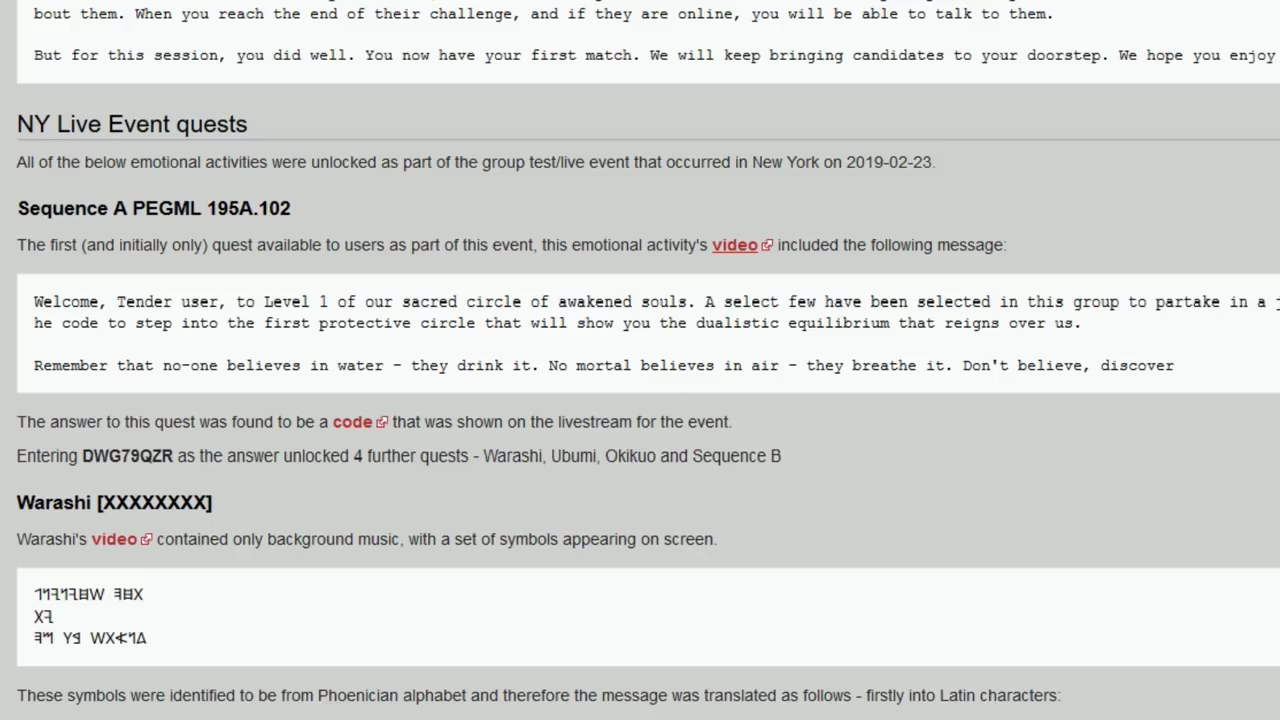 bout them. When you reach the end of their challenge, and if they are online, you will be able to talk to them.
But for this session, you did well. You now have your first match. We will keep bringing candidates to your doorstep. We hope you enjoy
NY Live Event quests
All of the below emotional activities were unlocked as part of the group test/live event that occurred in New York on 2019-02-23.
Sequence A PEGML 195A.102
The first (and initially only) quest available to users as part of this event, this emotional activity's video included the following message:
Welcome, Tender user, to Level 1 of our sacred circle of awakened souls. A select few have been selected in this group to partake in a
he code to step into the first protective circle that will show you the dualistic equilibrium that reigns over us.
Remember that no-one believes in water - they drink it. No mortal believes in air - they breathe it. Don't believe, discover
The answer to this quest was found to be a code that was shown on the livestream for the event.
Entering DWG79QZR as the answer unlocked 4 further quests - Warashi, Ubumi, Okikuo and Sequence B
Warashi [XXXXXXXX]
Warashi's video contained only background music, with a set of symbols appearing on screen.
These symbols were identified to be from Phoenician alphabet and therefore the message was translated as follows - firstly into Latin characters: